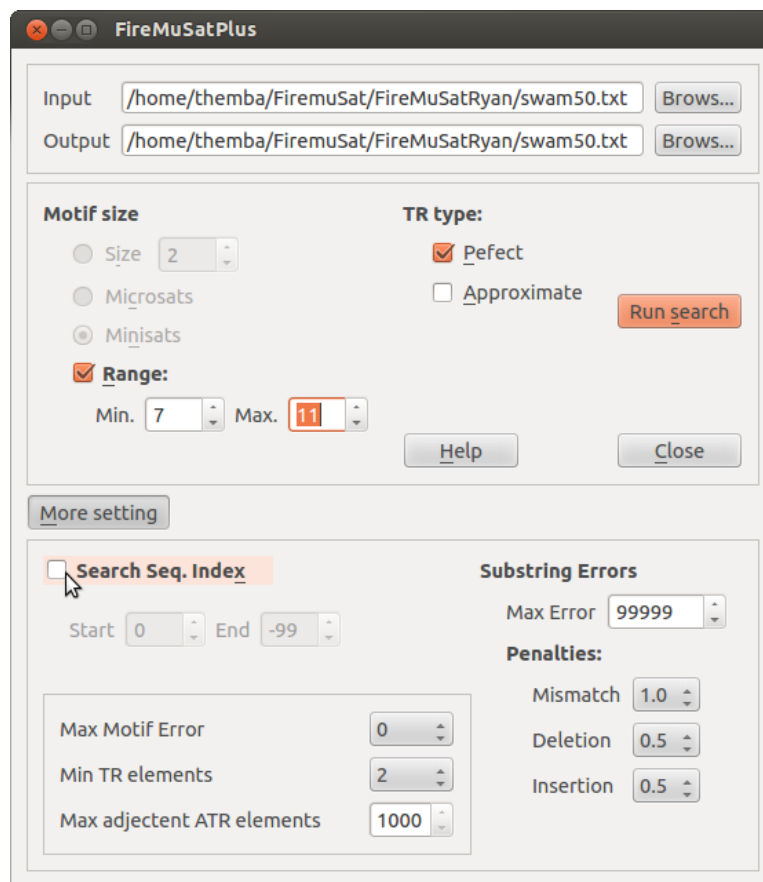 FireMuSatPlus
Input /home/themba/FiremuSat/FireMuSatRyan/swam50.txt Brows...
Output /home/themba/FiremuSat/FireMuSatRyan/swam50.txt Brows...
Motif size
Size 2
Microsats
Minisats
Range:
Min. 7 Max. 11
TR type:
Pefect
Approximate
Run search
Help Close
More setting
Search Seq. Index
Start 0 End -99
Max Motif Error 0
Min TR elements 2
Max adjectent ATR elements 1000
Substring Errors
Max Error 99999
Penalties:
Mismatch 1.0
Deletion 0.5
Insertion 0.5